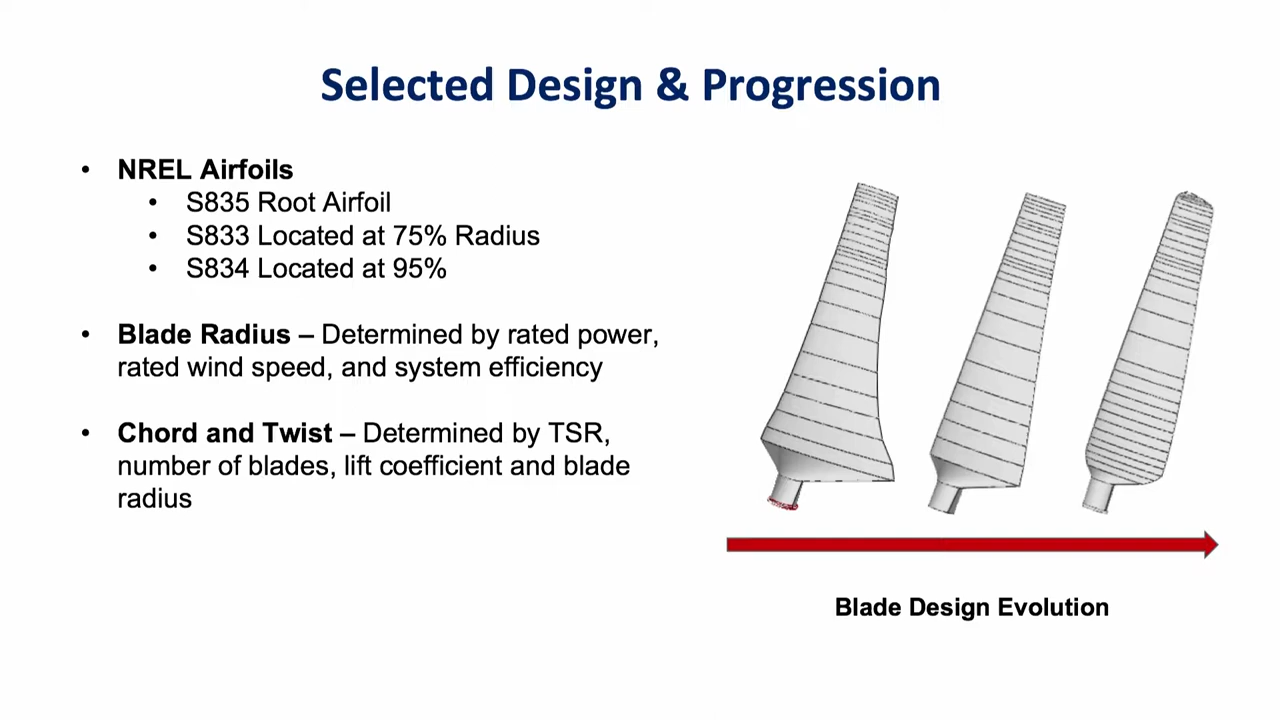 Selected Design & Progression
• NREL Airfoils
• S835 Root Airfoil
• S833 Located at 75% Radius
• S834 Located at 95%
• Blade Radius – Determined by rated power,
rated wind speed, and system efficiency
• Chord and Twist – Determined by TSR,
number of blades, lift coefficient and blade
radius
Blade Design Evolution